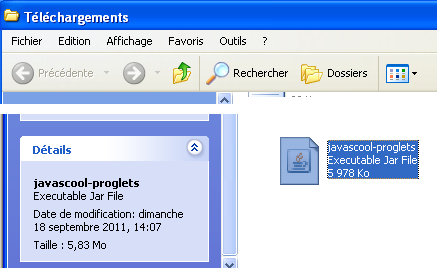 Téléchargements
Fichier Edition Affichage Favoris Outils ?
Précédente Rechercher Dossiers
Détails
javascool-proglets
Executable Jar File
Date de modification: dimanche
18 septembre 2011, 14:07
Taille : 5,83 Mo
javascool-proglets
Executable Jar File
5 978 Ko